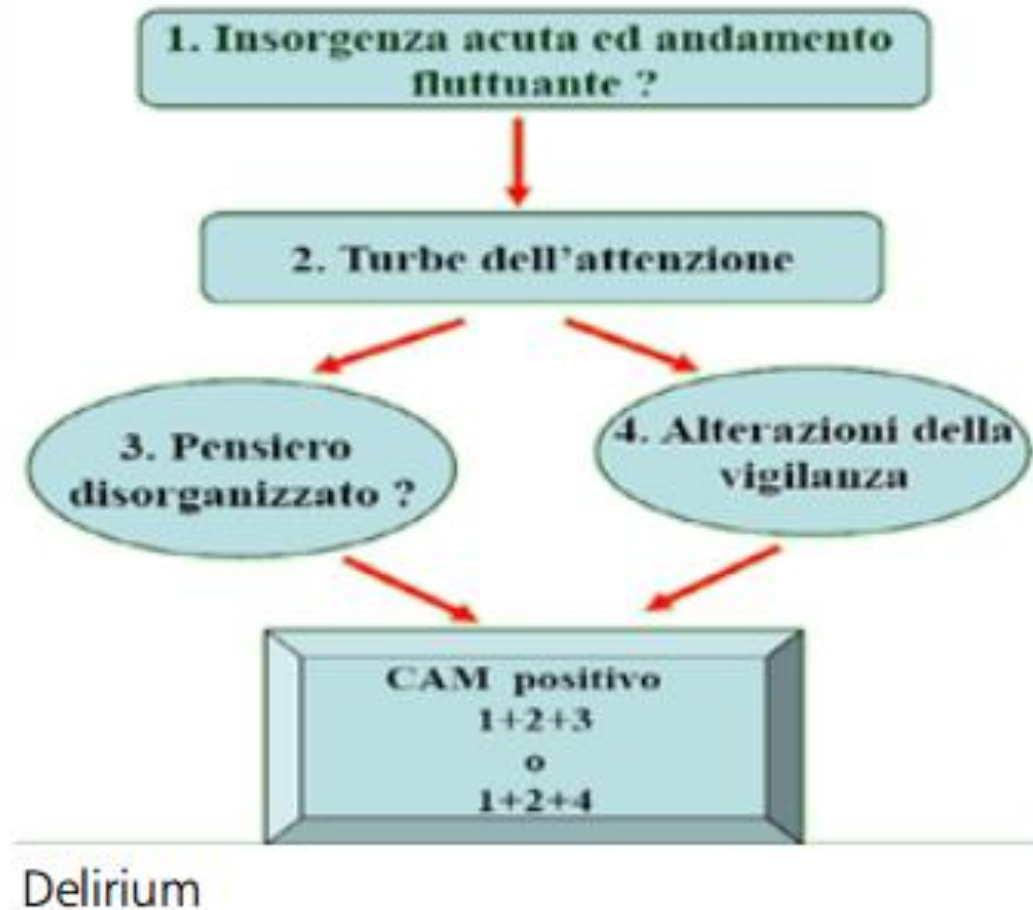 1. Insorgenza acuta ed andamento
fluttuante ?
2. Turbe dell'attenzione
3. Pensiero
disorganizzato ?
4. Alterazioni della
vigilanza
CAM positivo
1+2+3
o
1+2+4
Delirium